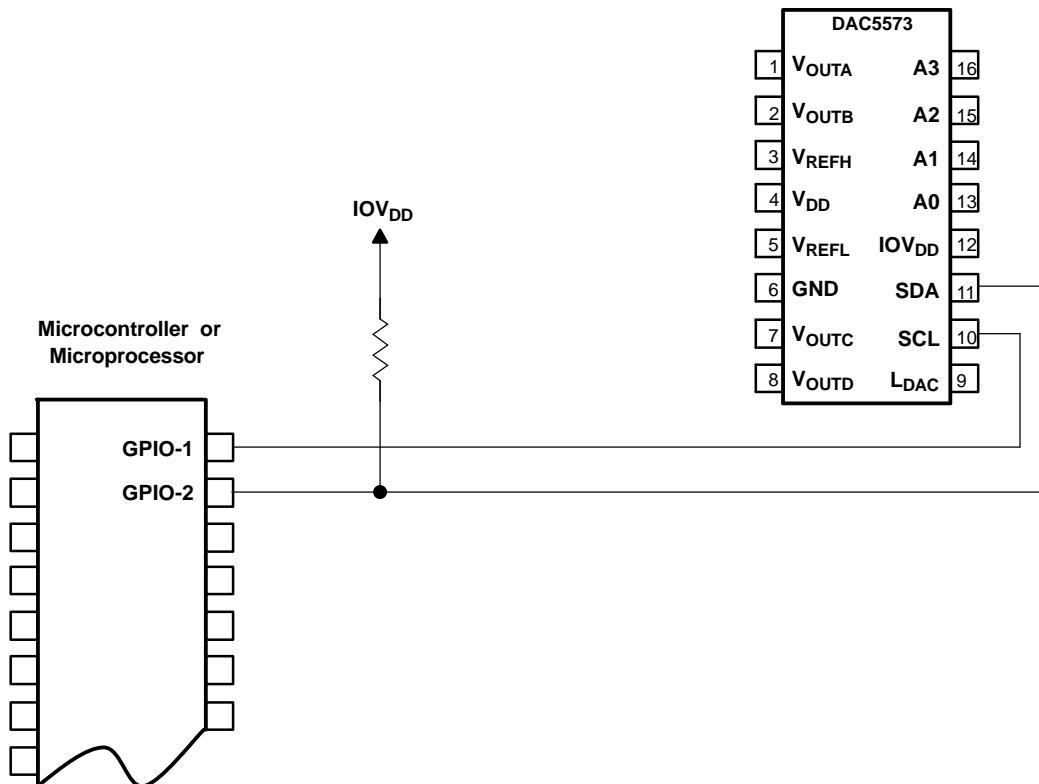 DAC5573
1 VOUTA A3 16
2 VOUTB A2 15
3 VREFH A1 14
4 VDD A0 13
5 VREFL IOVDD 12
6 GND SDA 11
7 VOUTC SCL 10
8 VOUTD LDAC 9
IOVDD
Microcontroller or
Microprocessor
GPIO-1
GPIO-2